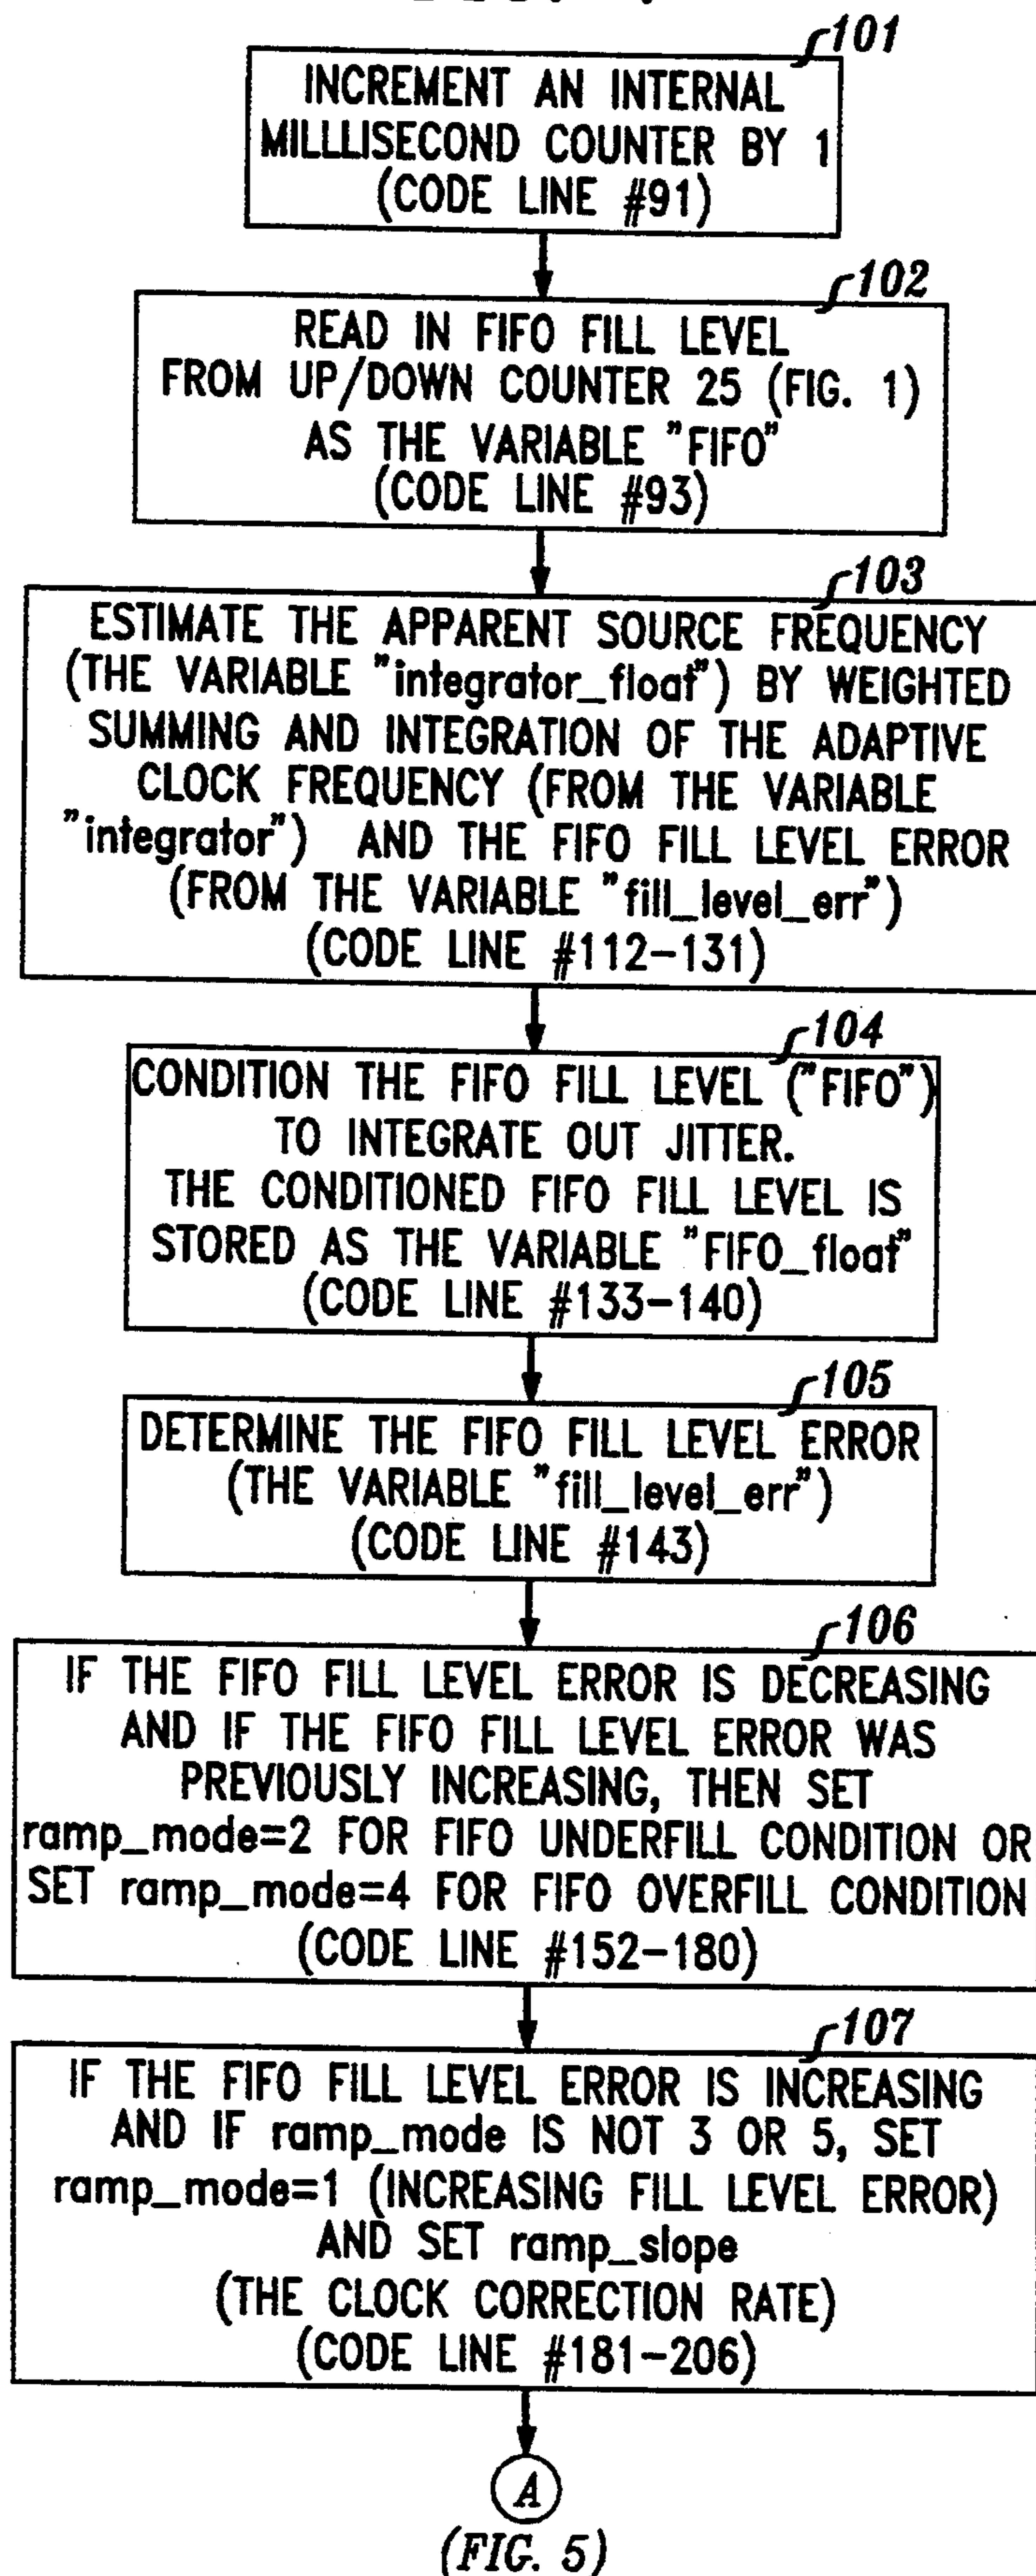 101
INCREMENT AN INTERNAL
MILLLISECOND COUNTER BY 1
(CODE LINE #91)
102
READ IN FIFO FILL LEVEL
FROM UP/DOWN COUNTER 25 (FIG. 1)
AS THE VARIABLE "FIFO"
(CODE LINE #93)
103
ESTIMATE THE APPARENT SOURCE FREQUENCY
(THE VARIABLE "integrator_float") BY WEIGHTED
SUMMING AND INTEGRATION OF THE ADAPTIVE
CLOCK FREQUENCY (FROM THE VARIABLE
"integrator") AND THE FIFO FILL LEVEL ERROR
(FROM THE VARIABLE "fill_level_err")
(CODE LINE #112-131)
104
CONDITION THE FIFO FILL LEVEL ("FIFO")
TO INTEGRATE OUT JITTER.
THE CONDITIONED FIFO FILL LEVEL IS
STORED AS THE VARIABLE "FIFO_float"
(CODE LINE #133-140)
105
DETERMINE THE FIFO FILL LEVEL ERROR
(THE VARIABLE "fill_level_err")
(CODE LINE #143)
106
IF THE FIFO FILL LEVEL ERROR IS DECREASING
AND IF THE FIFO FILL LEVEL ERROR WAS
PREVIOUSLY INCREASING, THEN SET
ramp_mode=2 FOR FIFO UNDERFILL CONDITION OR
SET ramp_mode=4 FOR FIFO OVERFILL CONDITION
(CODE LINE #152-180)
107
IF THE FIFO FILL LEVEL ERROR IS INCREASING
AND IF ramp_mode IS NOT 3 OR 5, SET
ramp_mode=1 (INCREASING FILL LEVEL ERROR)
AND SET ramp_slope
(THE CLOCK CORRECTION RATE)
(CODE LINE #181-206)
A
(FIG. 5)